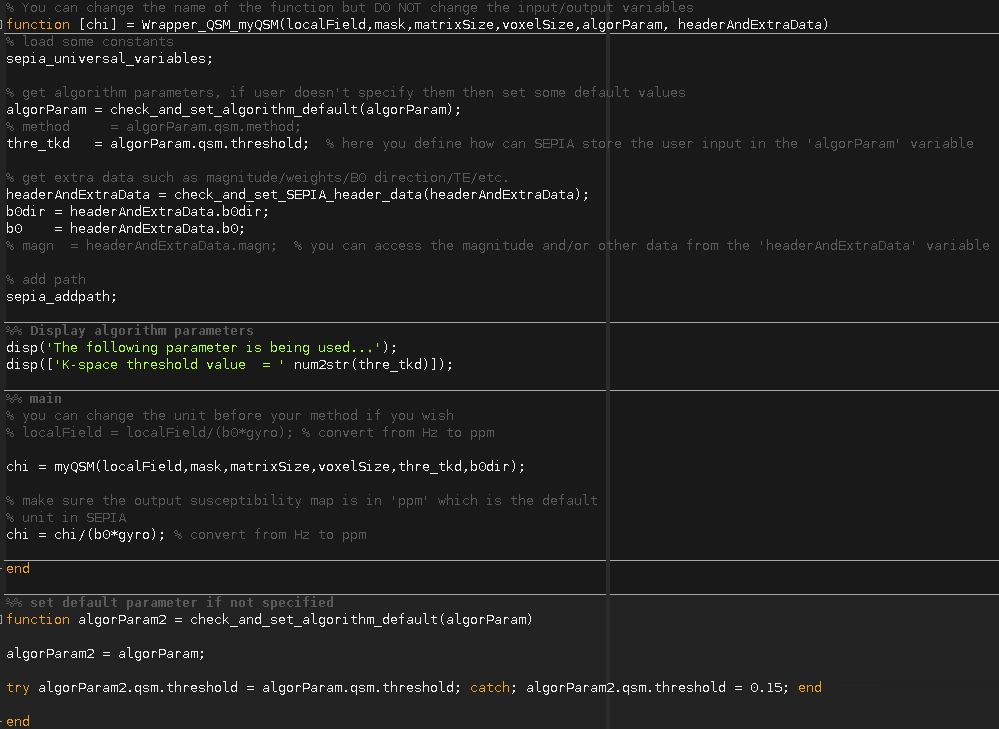 % You can change the name of the function but DO NOT change the input/output variables
function [chi] = Wrapper_QSM_myQSM(localField,mask,matrixSize,voxelSize,algorParam, headerAndExtraData)
% load some constants
sepia_universal_variables;
% get algorithm parameters, if user doesn't specify them then set some default values
algorParam = check_and_set_algorithm_default(algorParam);
% method     = algorParam.qsm.method;
thre_tkd   = algorParam.qsm.threshold;  % here you define how can SEPIA store the user input in the 'algorParam' variable
% get extra data such as magnitude/weights/B0 direction/TE/etc.
headerAndExtraData = check_and_set_SEPIA_header_data(headerAndExtraData);
b0dir = headerAndExtraData.b0dir;
b0    = headerAndExtraData.b0;
% magn  = headerAndExtraData.magn;  % you can access the magnitude and/or other data from the 'headerAndExtraData' variable
% add path
sepia_addpath;
%% Display algorithm parameters
disp('The following parameter is being used...');
disp(['K-space threshold value  = ' num2str(thre_tkd)]);
%% main
% you can change the unit before your method if you wish
% localField = localField/(b0*gyro); % convert from Hz to ppm
chi = myQSM(localField,mask,matrixSize,voxelSize,thre_tkd,b0dir);
% make sure the output susceptibility map is in 'ppm' which is the default
% unit in SEPIA
chi = chi/(b0*gyro); % convert from Hz to ppm
end
%% set default parameter if not specified
function algorParam2 = check_and_set_algorithm_default(algorParam)
algorParam2 = algorParam;
try algorParam2.qsm.threshold = algorParam.qsm.threshold; catch; algorParam2.qsm.threshold = 0.15; end
end